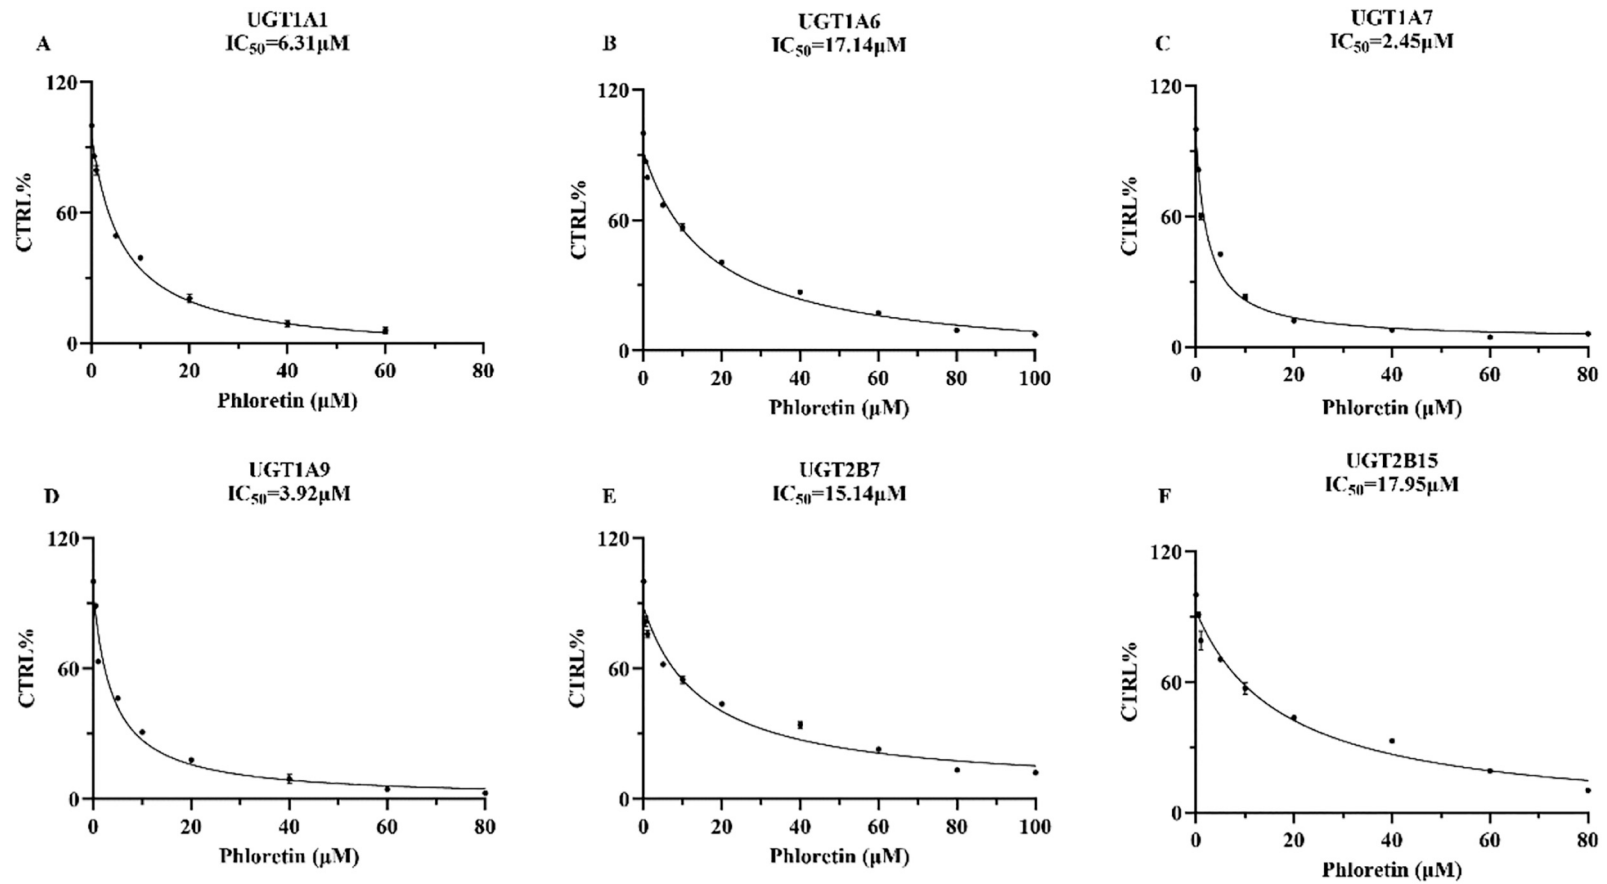 A
UGT1A1
IC50=6.31μM
CTRL%
120
60
0
0 20 40 60 80
Phloretin (μM)
B
UGT1A6
IC50=17.14μM
CTRL%
120
60
0
0 20 40 60 80 100
Phloretin (μM)
C
UGT1A7
IC50=2.45μM
CTRL%
120
60
0
0 20 40 60 80
Phloretin (μM)
D
UGT1A9
IC50=3.92μM
CTRL%
120
60
0
0 20 40 60 80
Phloretin (μM)
E
UGT2B7
IC50=15.14μM
CTRL%
120
60
0
0 20 40 60 80 100
Phloretin (μM)
F
UGT2B15
IC50=17.95μM
CTRL%
120
60
0
0 20 40 60 80
Phloretin (μM)